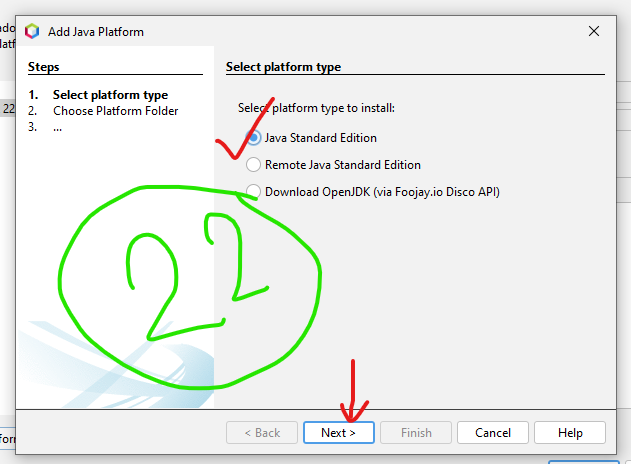 Add Java Platform
Steps
1. Select platform type
2. Choose Platform Folder
3. ...
Select platform type
Select platform type to install:
Java Standard Edition
Remote Java Standard Edition
Download OpenJDK (via Foojay.io Disco API)
22
22
< Back
Next >
Finish
Cancel
Help